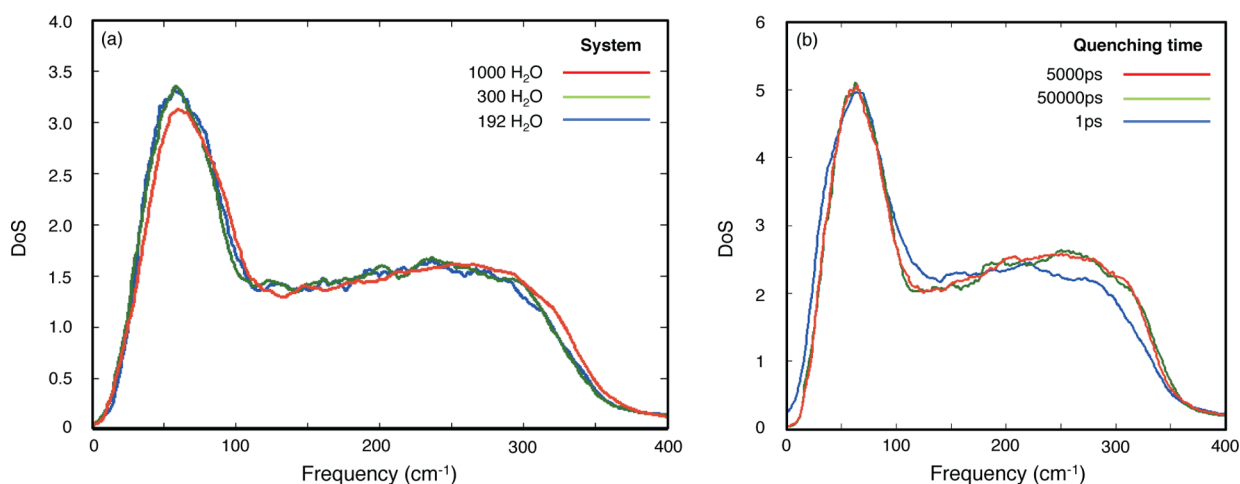 (a)
System
1000 H₂O
300 H₂O
192 H₂O
DoS
4.0
3.5
3.0
2.5
2.0
1.5
1.0
0.5
0
0 100 200 300 400
Frequency (cm⁻¹)
(b)
Quenching time
5000ps
50000ps
1ps
DoS
6
5
4
3
2
1
0
0 100 200 300 400
Frequency (cm⁻¹)